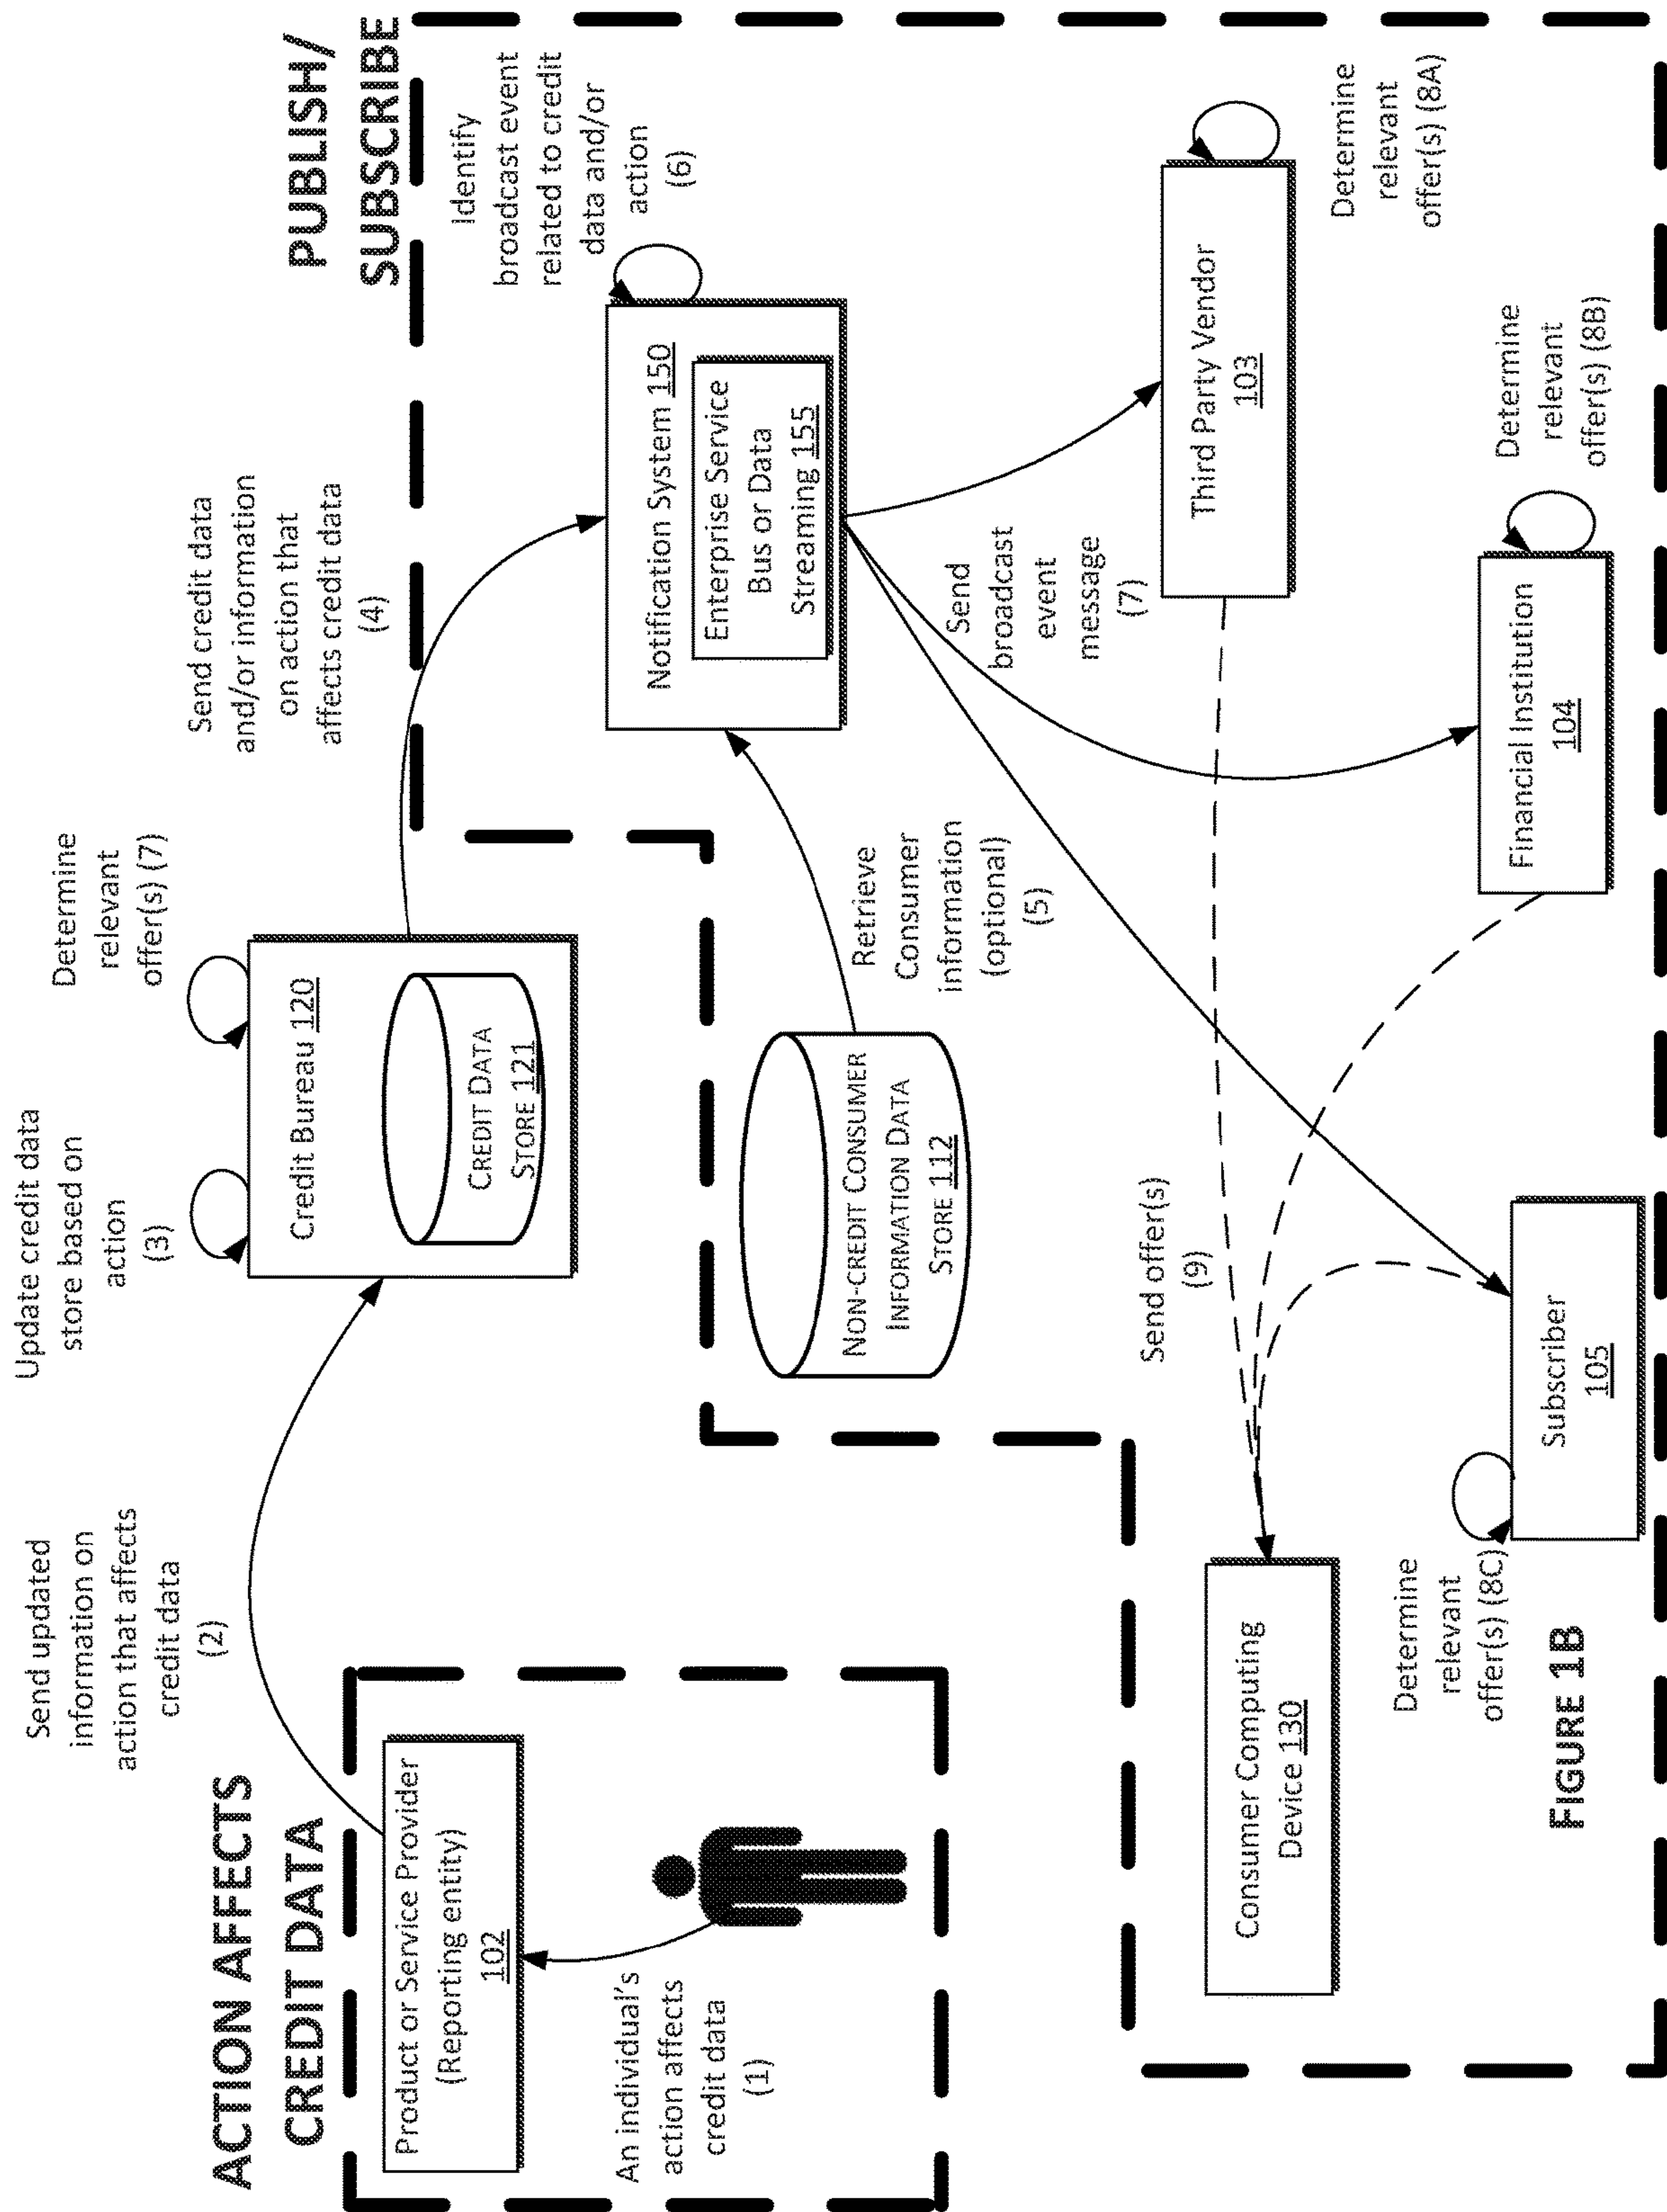 ACTION AFFECTS
CREDIT DATA
Product or Service Provider
(Reporting entity)
102
An individual's
action affects
credit data
(1)
Send updated
information on
action that affects
credit data
(2)
Update credit data
store based on
action
(3)
Determine
relevant
offer(s) (7)
Credit Bureau 120
CREDIT DATA
STORE 121
Send credit data
and/or information
on action that
affects credit data
(4)
PUBLISH/
SUBSCRIBE
NON-CREDIT CONSUMER
INFORMATION DATA
STORE 112
Retrieve
Consumer
information
(optional)
(5)
Notification System 150
Enterprise Service
Bus or Data
Streaming 155
Identify
broadcast event
related to credit
data and/or
action
(6)
Send
broadcast
event
message
(7)
Third Party Vendor
103
Determine
relevant
offer(s) (8A)
Financial Institution
104
Determine
relevant
offer(s) (8B)
Send offer(s)
(9)
Consumer Computing
Device 130
Subscriber
105
Determine
relevant
offer(s) (8C)
FIGURE 1B